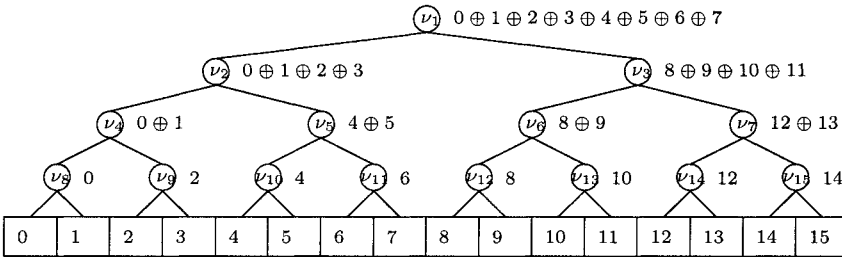 ν₁ 0 ⊕ 1 ⊕ 2 ⊕ 3 ⊕ 4 ⊕ 5 ⊕ 6 ⊕ 7
ν₂ 0 ⊕ 1 ⊕ 2 ⊕ 3 ν₃ 8 ⊕ 9 ⊕ 10 ⊕ 11
ν₄ 0 ⊕ 1 ν₅ 4 ⊕ 5 ν₆ 8 ⊕ 9 ν₇ 12 ⊕ 13
ν₈ 0 ν₉ 2 ν₁₀ 4 ν₁₁ 6 ν₁₂ 8 ν₁₃ 10 ν₁₄ 12 ν₁₅ 14
0 1 2 3 4 5 6 7 8 9 10 11 12 13 14 15